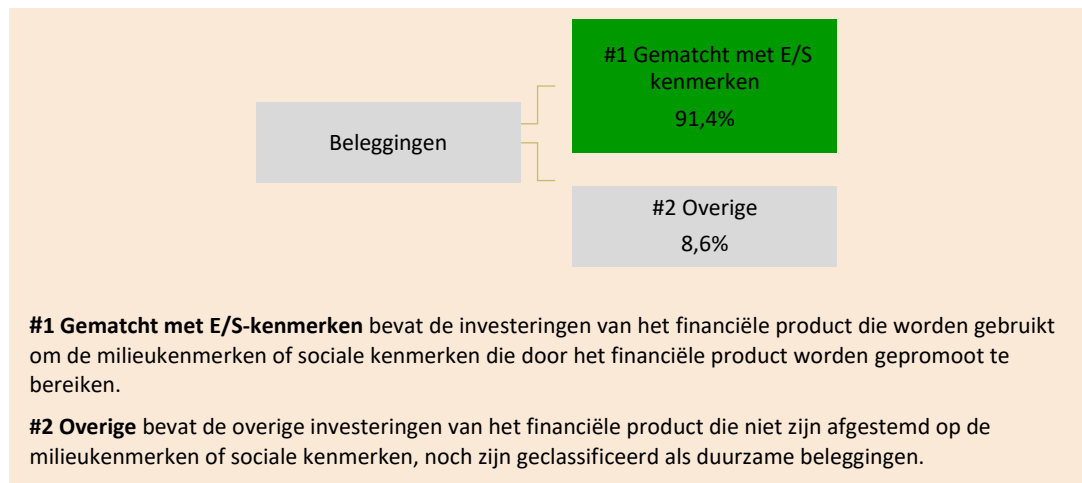 #1 Gematcht met E/S
kenmerken
91,4%
Beleggingen
#2 Overige
8,6%
#1 Gematcht met E/S-kenmerken bevat de investeringen van het financiële product die worden gebruikt
om de milieukenmerken of sociale kenmerken die door het financiële product worden gepromoot te
bereiken.
#2 Overige bevat de overige investeringen van het financiële product die niet zijn afgestemd op de
milieukenmerken of sociale kenmerken, noch zijn geclassificeerd als duurzame beleggingen.